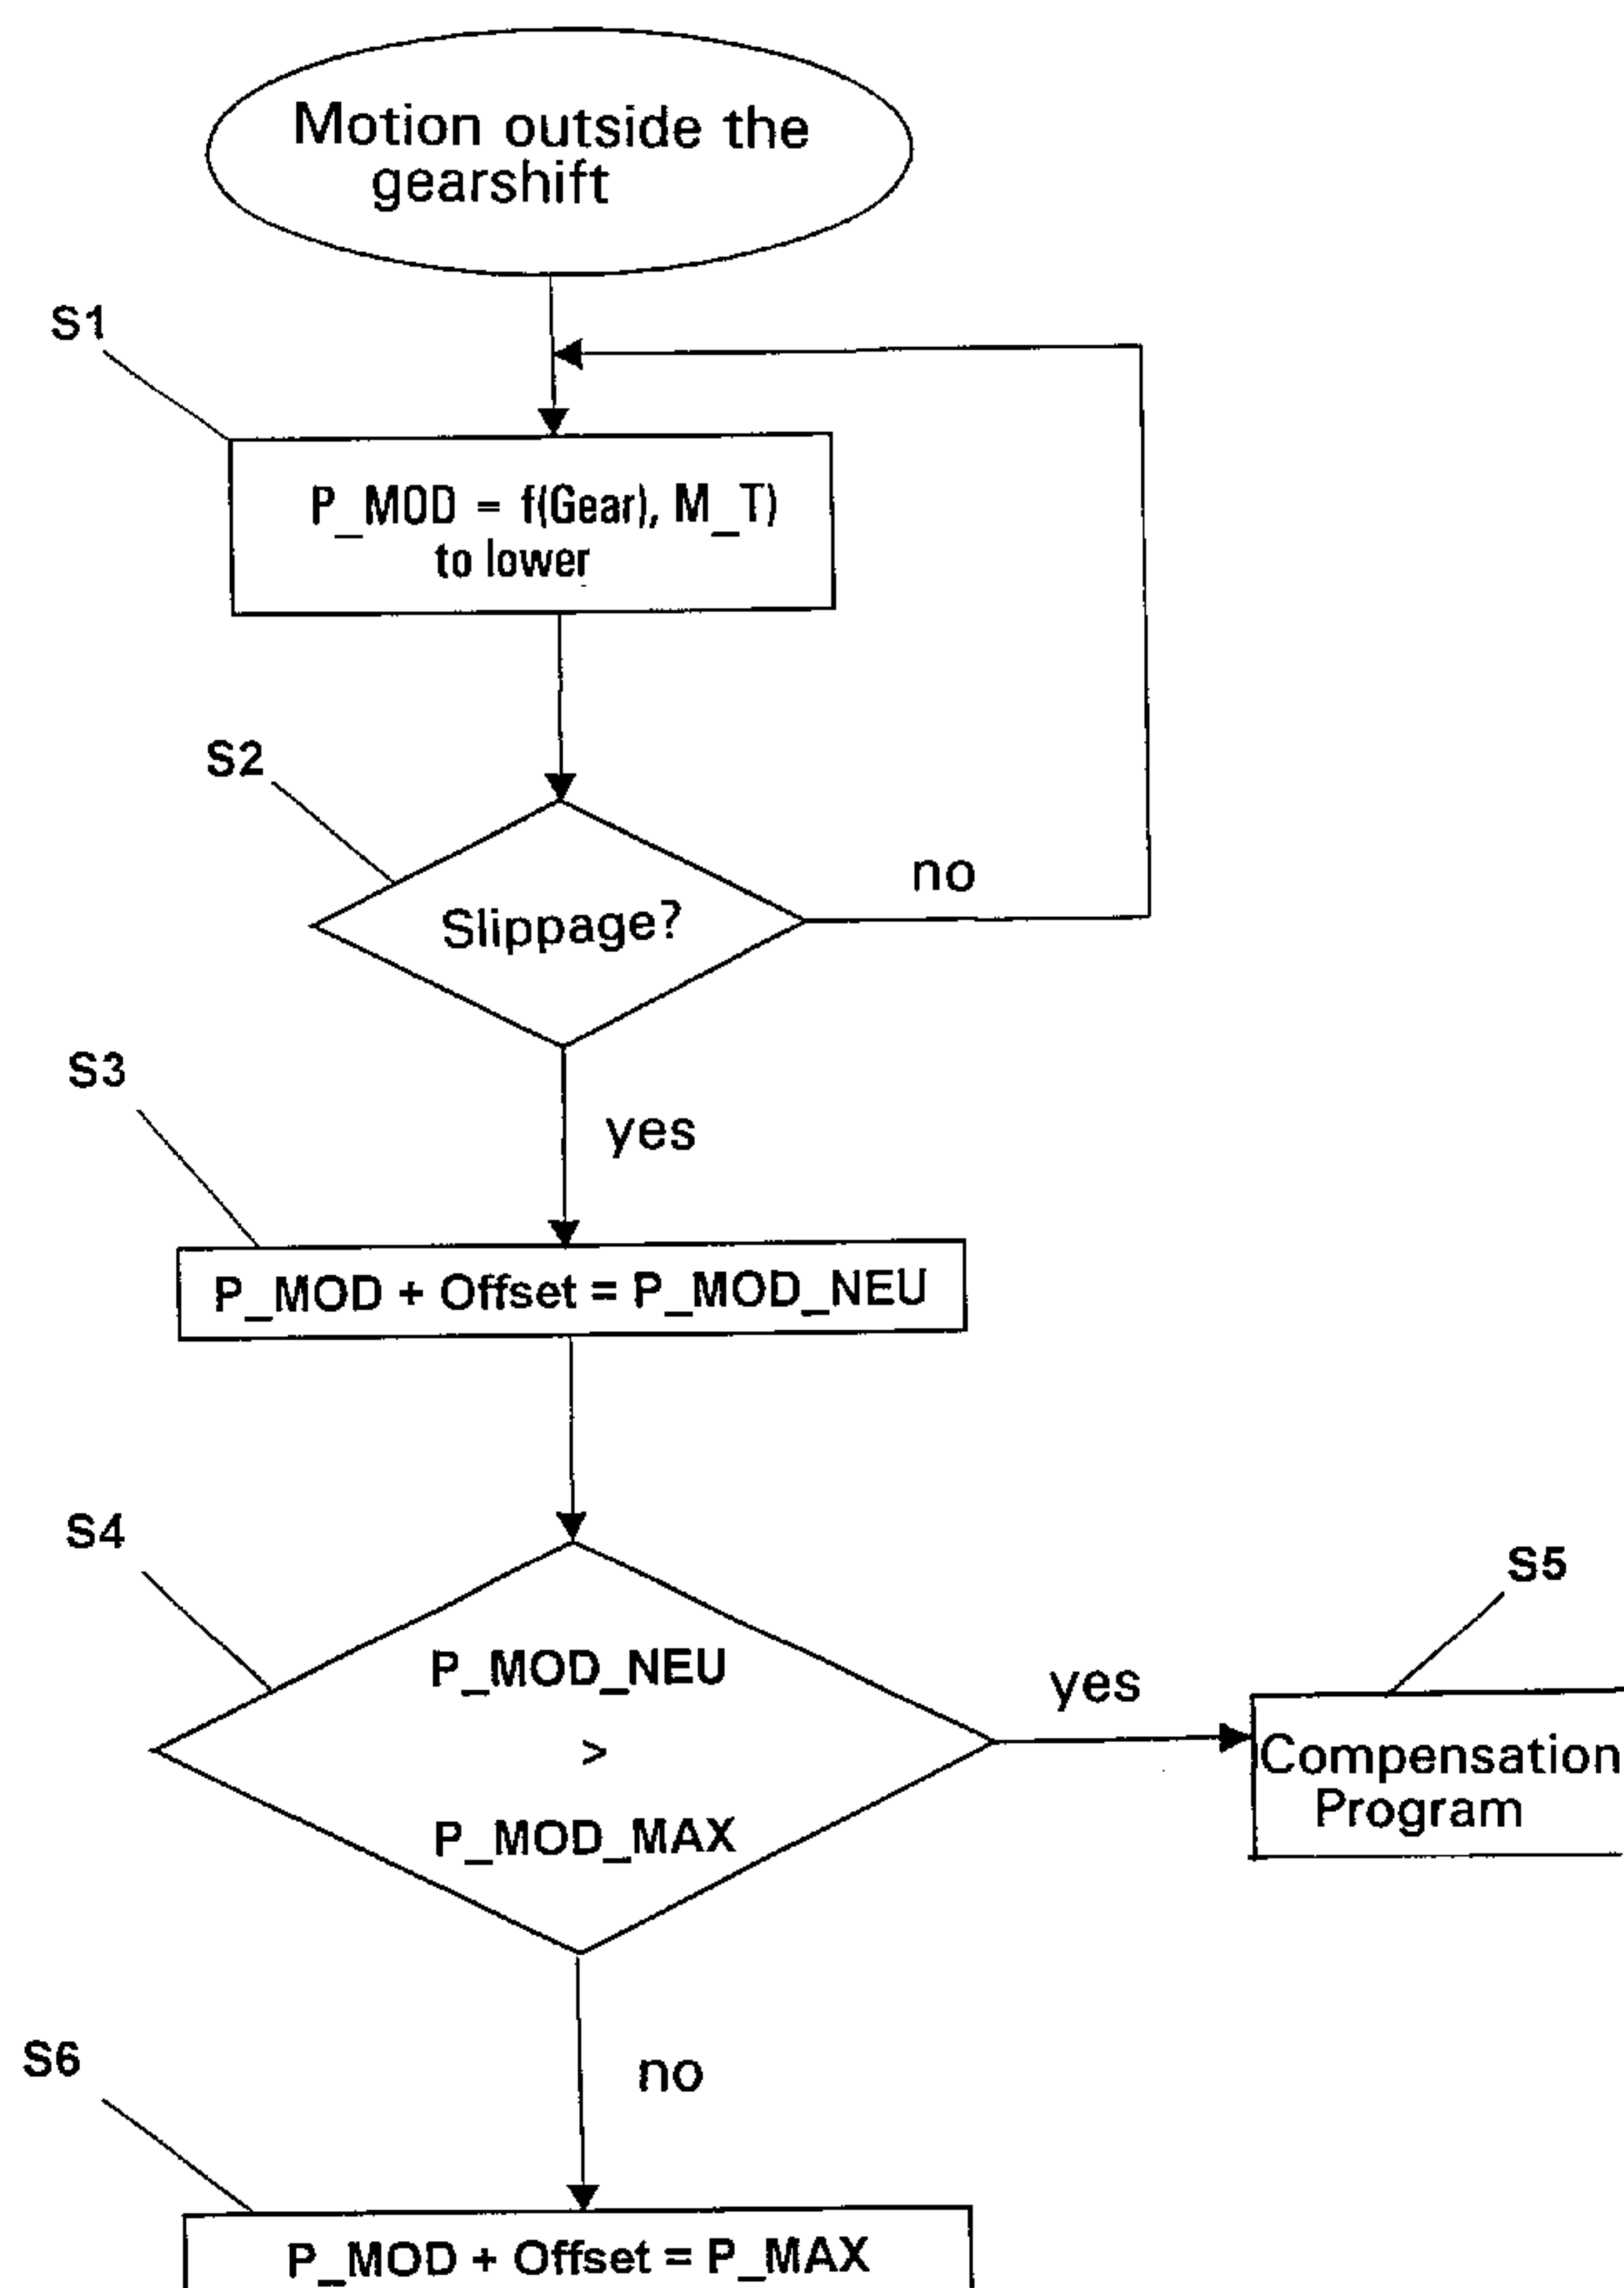 Motion outside the
gearshift
S1
P_MOD = f(Gear), M_T)
to lower
S2
Slippage?
no
S3
yes
P_MOD + Offset = P_MOD_NEU
S4
P_MOD_NEU
>
P_MOD_MAX
yes
S5
Compensation
Program
S6
no
P_MOD + Offset = P_MAX